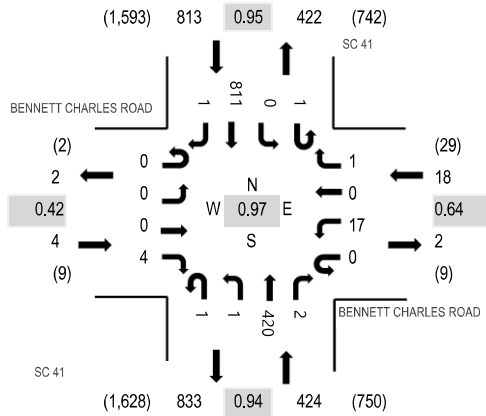 (1,593) 813 0.95 422 (742)
SC 41
BENNETT CHARLES ROAD
1 811 0 1
(2)
2
0.42
4
(9)
0
0
0
4
N
W 0.97 E
S
1
0
17
0
(29)
18
0.64
2
(9)
1 1 420 2
BENNETT CHARLES ROAD
SC 41
(1,628) 833 0.94 424 (750)